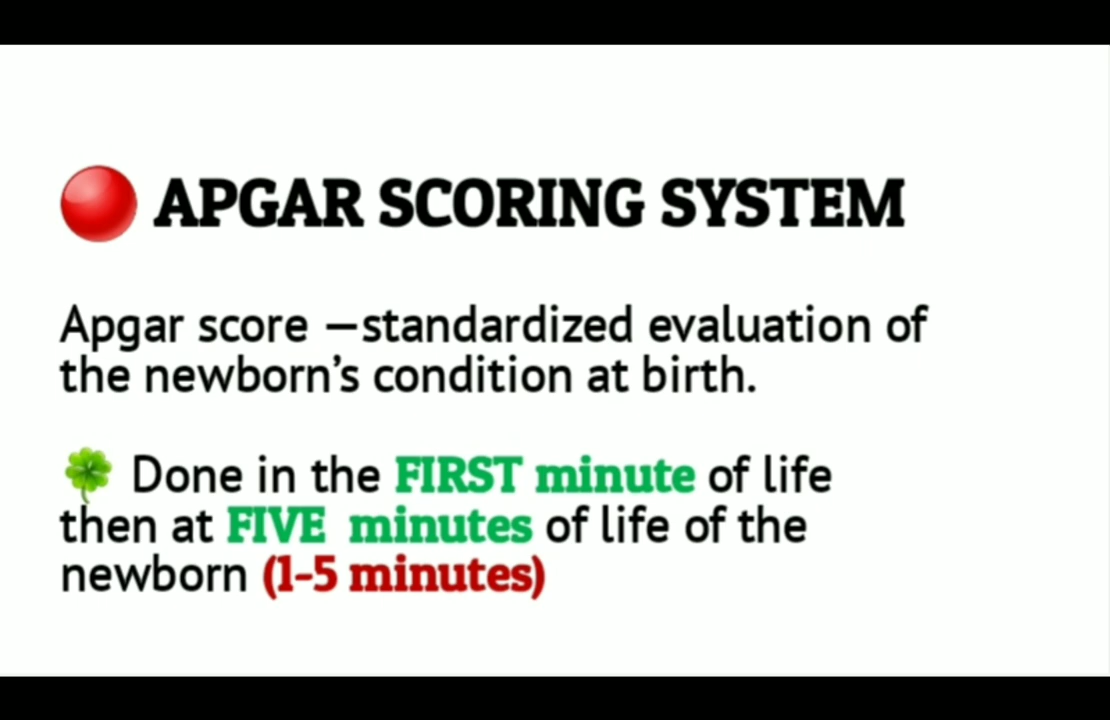 🔴 APGAR SCORING SYSTEM
Apgar score —standardized evaluation of
the newborn’s condition at birth.
🍀 Done in the FIRST minute of life
then at FIVE  minutes of life of the
newborn (1-5 minutes)